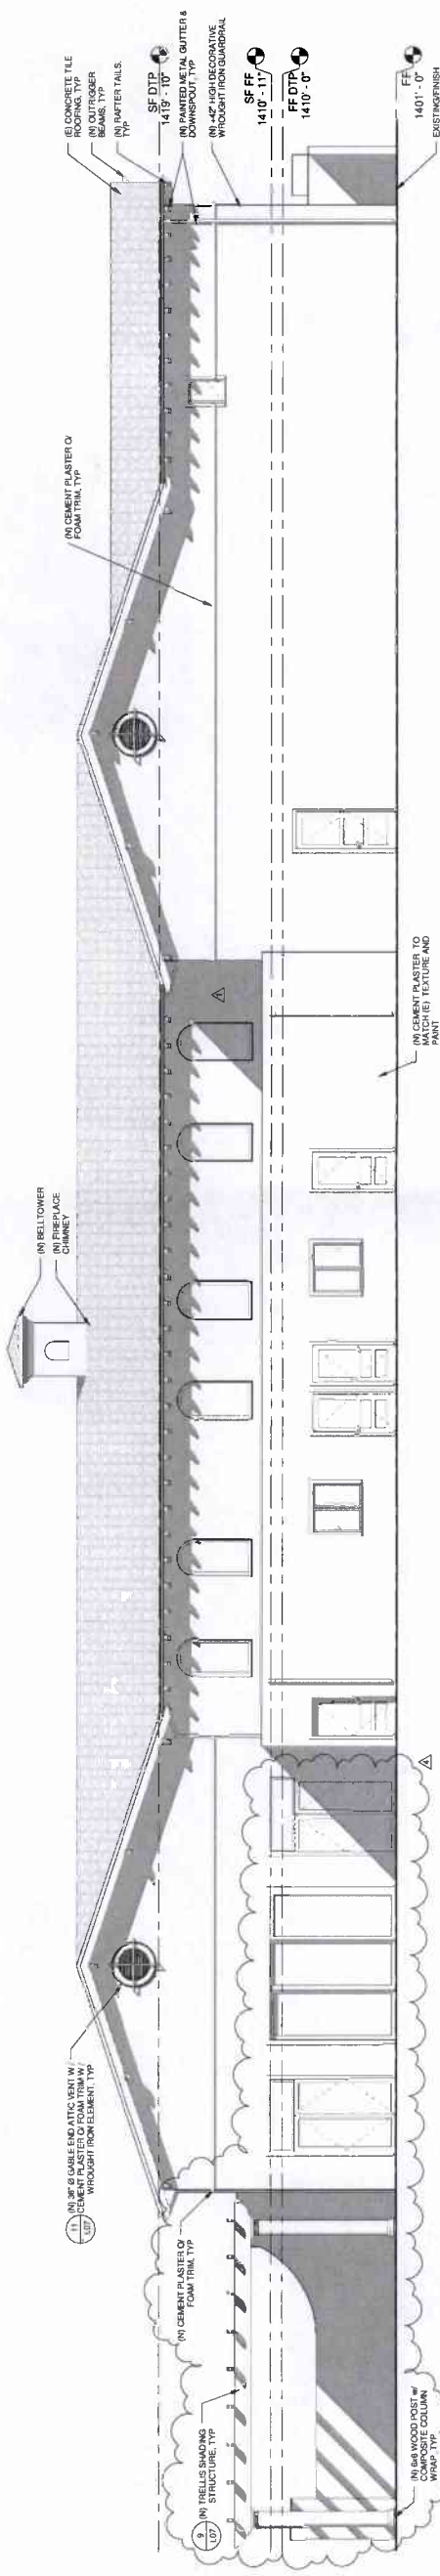 (N) BELLTOWER
(N) FIREPLACE
CHIMNEY
(E) CONCRETE TILE
ROOFING, TYP
(N) OUTRIGGER
BEAMS, TYP
(N) RAFTER TAILS,
TYP
SF DTP
1419' - 10"
(N) PAINTED METAL GUTTER &
DOWNSPOUT, TYP
(N) +42" HIGH DECORATIVE
WROUGHT IRON GUARDRAIL
SF FF
1410' - 11"
FF DTP
1410' - 0"
FF
1401' - 0"
EXISTING/FINISH
(N) CEMENT PLASTER O/
FOAM TRIM, TYP
11
L07
(N) 36" Ø GABLE END ATTIC VENT W/
CEMENT PLASTER O/ FOAM TRIM W/
WROUGHT IRON ELEMENT, TYP
(N) CEMENT PLASTER O/
FOAM TRIM, TYP
9
L07
(N) TRELLIS SHADING
STRUCTURE, TYP
(N) 6x6 WOOD POST w/
COMPOSITE COLUMN
WRAP, TYP
(N) CEMENT PLASTER TO
MATCH (E) TEXTURE AND
PAINT
4